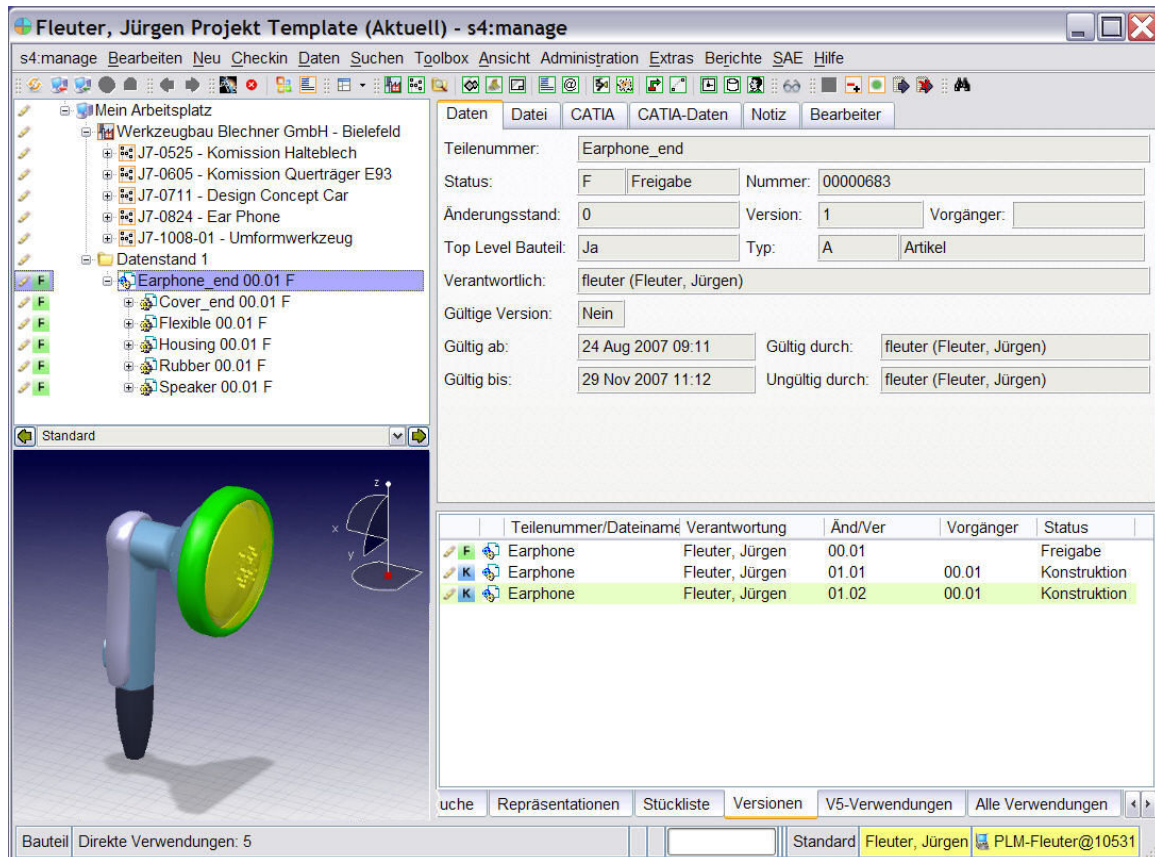 Fleuter, Jürgen Projekt Template (Aktuell) - s4:manage
s4:manage Bearbeiten Neu Checkin Daten Suchen Toolbox Ansicht Administration Extras Berichte SAE Hilfe
Mein Arbeitsplatz
Werkzeugbau Blechner GmbH - Bielefeld
J7-0525 - Komission Halteblech
J7-0605 - Komission Querträger E93
J7-0711 - Design Concept Car
J7-0824 - Ear Phone
J7-1008-01 - Umformwerkzeug
Datenstand 1
F Earphone_end 00.01 F
F Cover_end 00.01 F
F Flexible 00.01 F
F Housing 00.01 F
F Rubber 00.01 F
F Speaker 00.01 F
Standard
z
x
y
Daten Datei CATIA CATIA-Daten Notiz Bearbeiter
Teilenummer: Earphone_end
Status: F Freigabe Nummer: 00000683
Änderungsstand: 0 Version: 1 Vorgänger:
Top Level Bauteil: Ja Typ: A Artikel
Verantwortlich: fleuter (Fleuter, Jürgen)
Gültige Version: Nein
Gültig ab: 24 Aug 2007 09:11 Gültig durch: fleuter (Fleuter, Jürgen)
Gültig bis: 29 Nov 2007 11:12 Ungültig durch: fleuter (Fleuter, Jürgen)
Teilenummer/Dateiname Verantwortung Änd/Ver Vorgänger Status
F Earphone Fleuter, Jürgen 00.01 Freigabe
K Earphone Fleuter, Jürgen 01.01 00.01 Konstruktion
K Earphone Fleuter, Jürgen 01.02 00.01 Konstruktion
uche Repräsentationen Stückliste Versionen V5-Verwendungen Alle Verwendungen
Bauteil Direkte Verwendungen: 5 Standard Fleuter, Jürgen PLM-Fleuter@10531